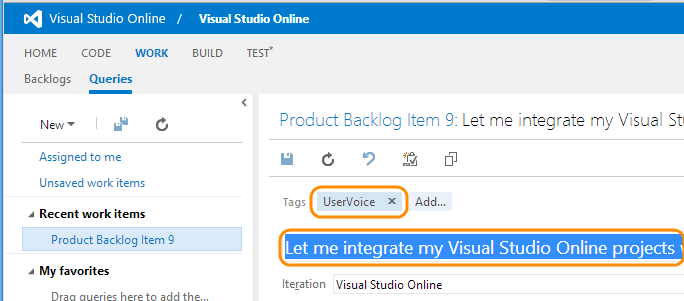 Visual Studio Online / Visual Studio Online
HOME CODE WORK BUILD TEST*
Backlogs Queries
New
Assigned to me
Unsaved work items
Recent work items
Product Backlog Item 9
My favorites
Drag queries here to add the...
Product Backlog Item 9: Let me integrate my Visual Stu
Tags UserVoice × Add...
Let me integrate my Visual Studio Online projects
Iteration Visual Studio Online